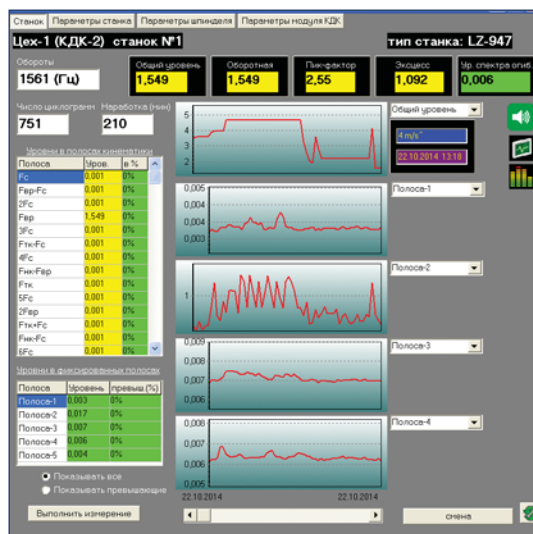 Станок Параметры станка Параметры шпинделя Параметры модуля КДК
Цех-1 (КДК-2) станок №1 тип станка: LZ-947
Обороты Общий уровень Оборотная Пик-фактор Эксцесс Ур. спектра огиб.
1561 (Гц) 1,549 1,549 2,55 1,092 0,006
Число циклограмм Наработка (мин)
751 210
Уровни в полосах кинематики
Полоса Уров. в %
Fc 0,001 0%
Fвр-Fc 0,001 0%
2Fc 0,001 0%
Fвр 1,549 0%
3Fc 0,001 0%
Fтк-Fc 0,001 0%
4Fc 0,001 0%
Fнк-Fвр 0,001 0%
Fтк 0,001 0%
5Fc 0,001 0%
2Fвр 0,001 0%
Fтк+Fc 0,001 0%
Fнк-Fc 0,001 0%
6Fc 0,001 0%
Уровни в фиксированных полосах
Полоса Уровень превыш.(%)
Полоса-1 0,003 0%
Полоса-2 0,017 0%
Полоса-3 0,007 0%
Полоса-4 0,006 0%
Полоса-5 0,004 0%
Показывать все
Показывать превышающие
Выполнить измерение
5
4
3
2
Общий уровень
4 m/s^
22.10.2014 13:18
0,005
0,004
0,003
Полоса-1
1
Полоса-2
0,009
0,008
0,007
0,006
Полоса-3
0,008
0,007
0,006
0,005
Полоса-4
22.10.2014 22.10.2014
смена